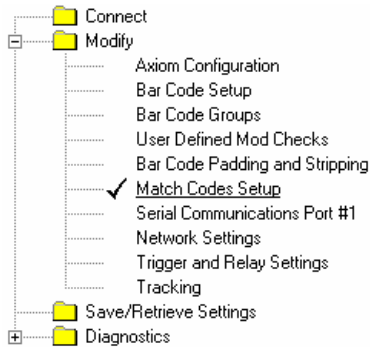 Connect
Modify
Axiom Configuration
Bar Code Setup
Bar Code Groups
User Defined Mod Checks
Bar Code Padding and Stripping
Match Codes Setup
Serial Communications Port #1
Network Settings
Trigger and Relay Settings
Tracking
Save/Retrieve Settings
Diagnostics